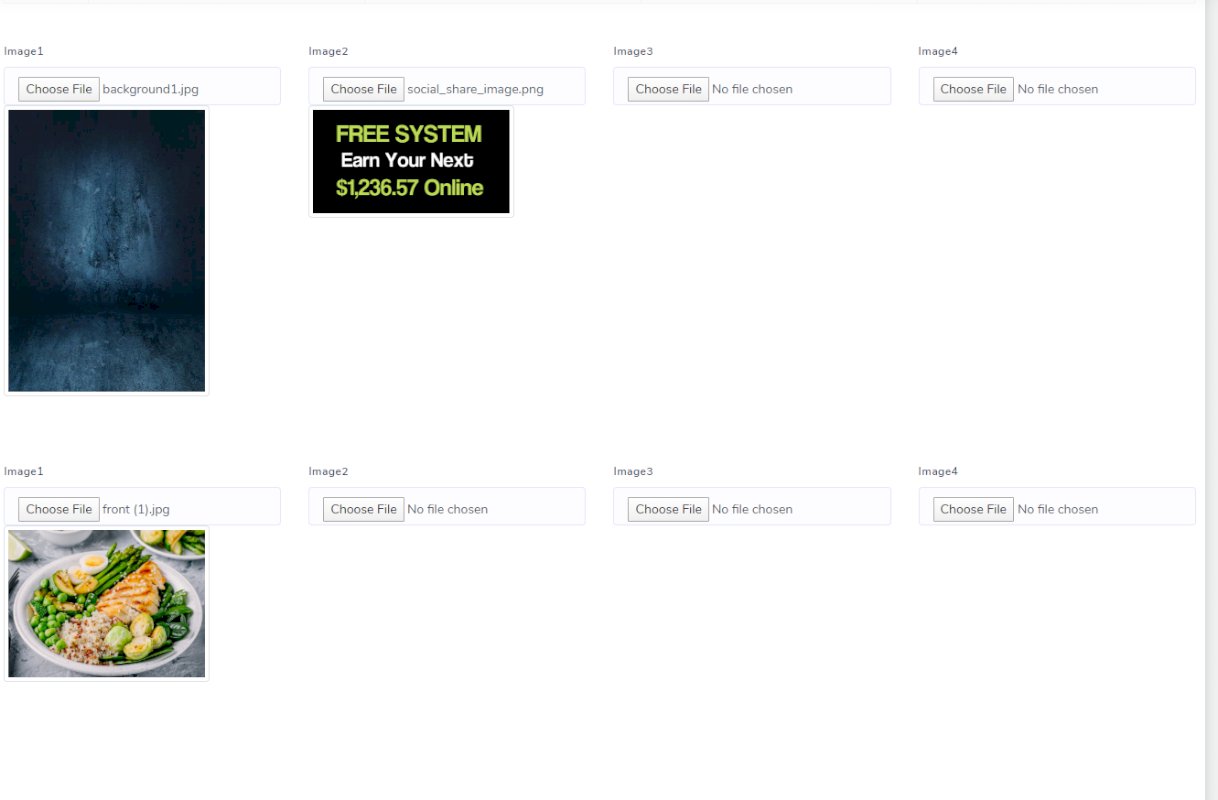 Image1 Image2 Image3 Image4
Choose File background1.jpg Choose File social_share_image.png Choose File No file chosen Choose File No file chosen
FREE SYSTEM
Earn Your Next
$1,236.57 Online
Image1 Image2 Image3 Image4
Choose File front (1).jpg Choose File No file chosen Choose File No file chosen Choose File No file chosen